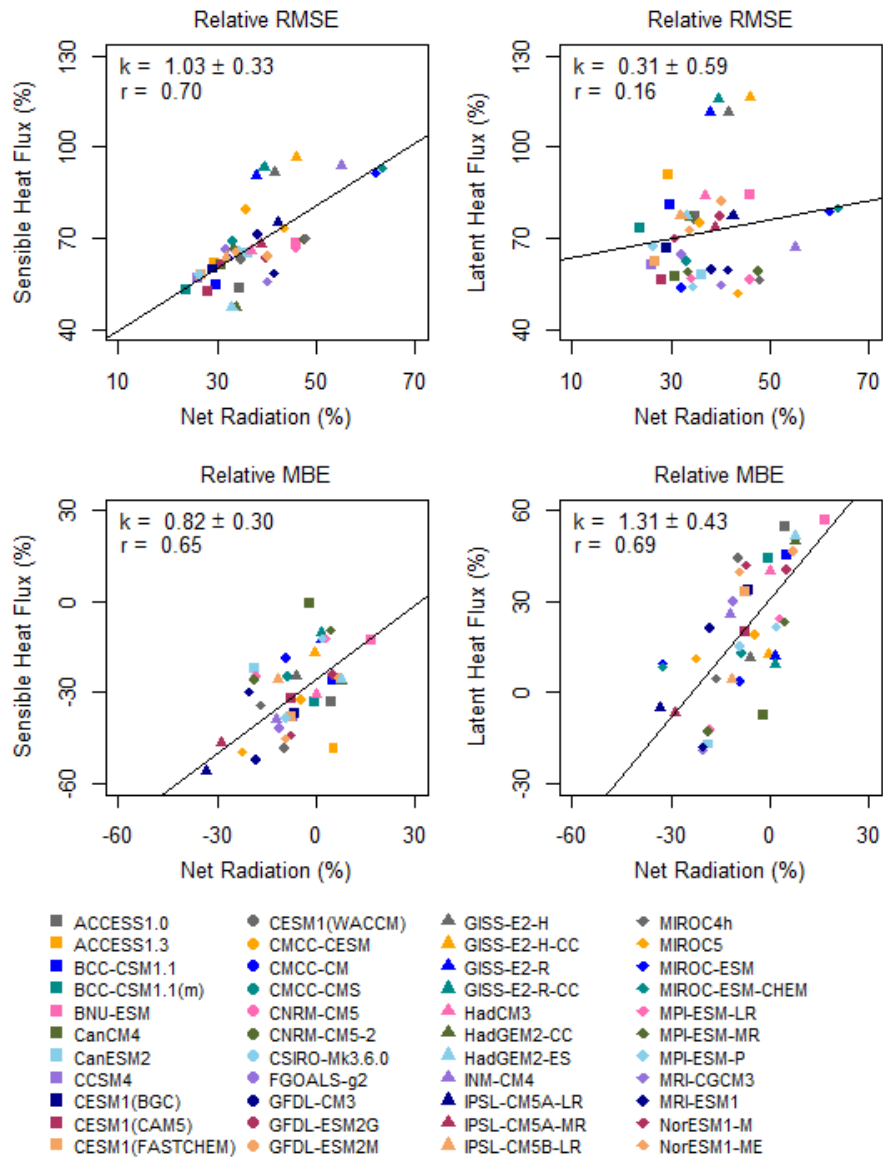 Relative RMSE
k = 1.03 ± 0.33
r = 0.70
Sensible Heat Flux (%)
130
100
70
40
10 30 50 70
Net Radiation (%)
Relative RMSE
k = 0.31 ± 0.59
r = 0.16
Latent Heat Flux (%)
130
100
70
40
10 30 50 70
Net Radiation (%)
Relative MBE
k = 0.82 ± 0.30
r = 0.65
Sensible Heat Flux (%)
30
0
-30
-60
-60 -30 0 30
Net Radiation (%)
Relative MBE
k = 1.31 ± 0.43
r = 0.69
Latent Heat Flux (%)
60
30
0
-30
-60 -30 0 30
Net Radiation (%)
ACCESS1.0
ACCESS1.3
BCC-CSM1.1
BCC-CSM1.1(m)
BNU-ESM
CanCM4
CanESM2
CCSM4
CESM1(BGC)
CESM1(CAM5)
CESM1(FASTCHEM)
CESM1(WACCM)
CMCC-CESM
CMCC-CM
CMCC-CMS
CNRM-CM5
CNRM-CM5-2
CSIRO-Mk3.6.0
FGOALS-g2
GFDL-CM3
GFDL-ESM2G
GFDL-ESM2M
GISS-E2-H
GISS-E2-H-CC
GISS-E2-R
GISS-E2-R-CC
HadCM3
HadGEM2-CC
HadGEM2-ES
INM-CM4
IPSL-CM5A-LR
IPSL-CM5A-MR
IPSL-CM5B-LR
MIROC4h
MIROC5
MIROC-ESM
MIROC-ESM-CHEM
MPI-ESM-LR
MPI-ESM-MR
MPI-ESM-P
MRI-CGCM3
MRI-ESM1
NorESM1-M
NorESM1-ME